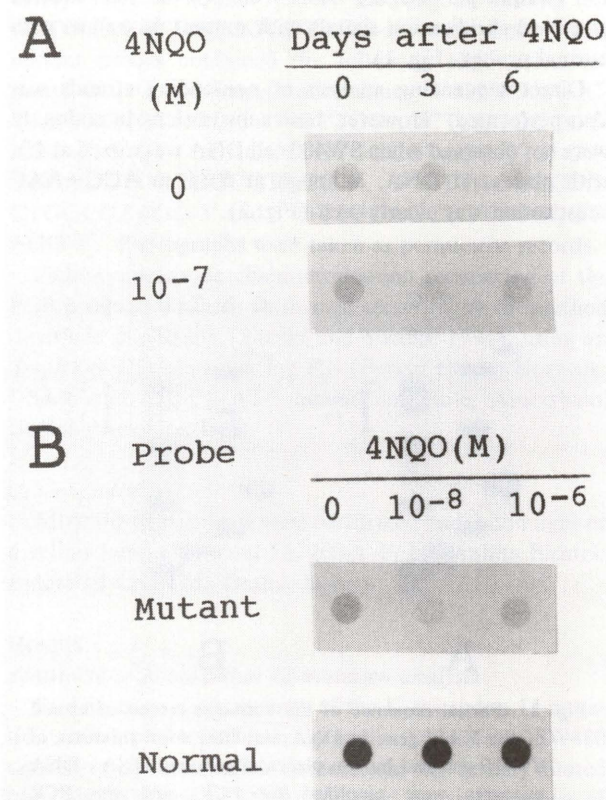 A 4NQO (M) Days after 4NQO
0 3 6
0
10⁻⁷
B Probe 4NQO(M)
0 10⁻⁸ 10⁻⁶
Mutant
Normal